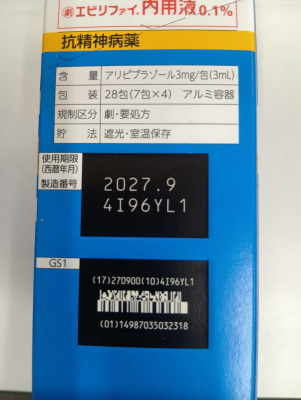 劇 エビリファイ 内用液 0.1%
抗精神病薬
含 量 アリピプラゾール3mg/包(3mL)
包 装 28包(7包×4) アルミ容器
規制区分 劇・要処方
貯 法 遮光・室温保存
使用期限
(西暦年月)
2027.9
製造番号
4I96YL1
GS1
(17)270900(10)4I96YL1
(01)14987035032318